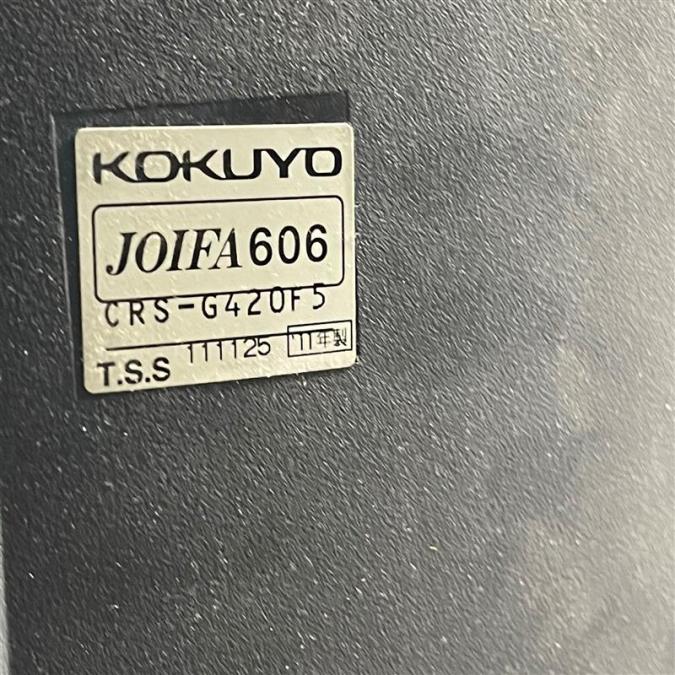 KOKUYO
JOIFA606
CRS-G420F5
111125 '11年製
T.S.S